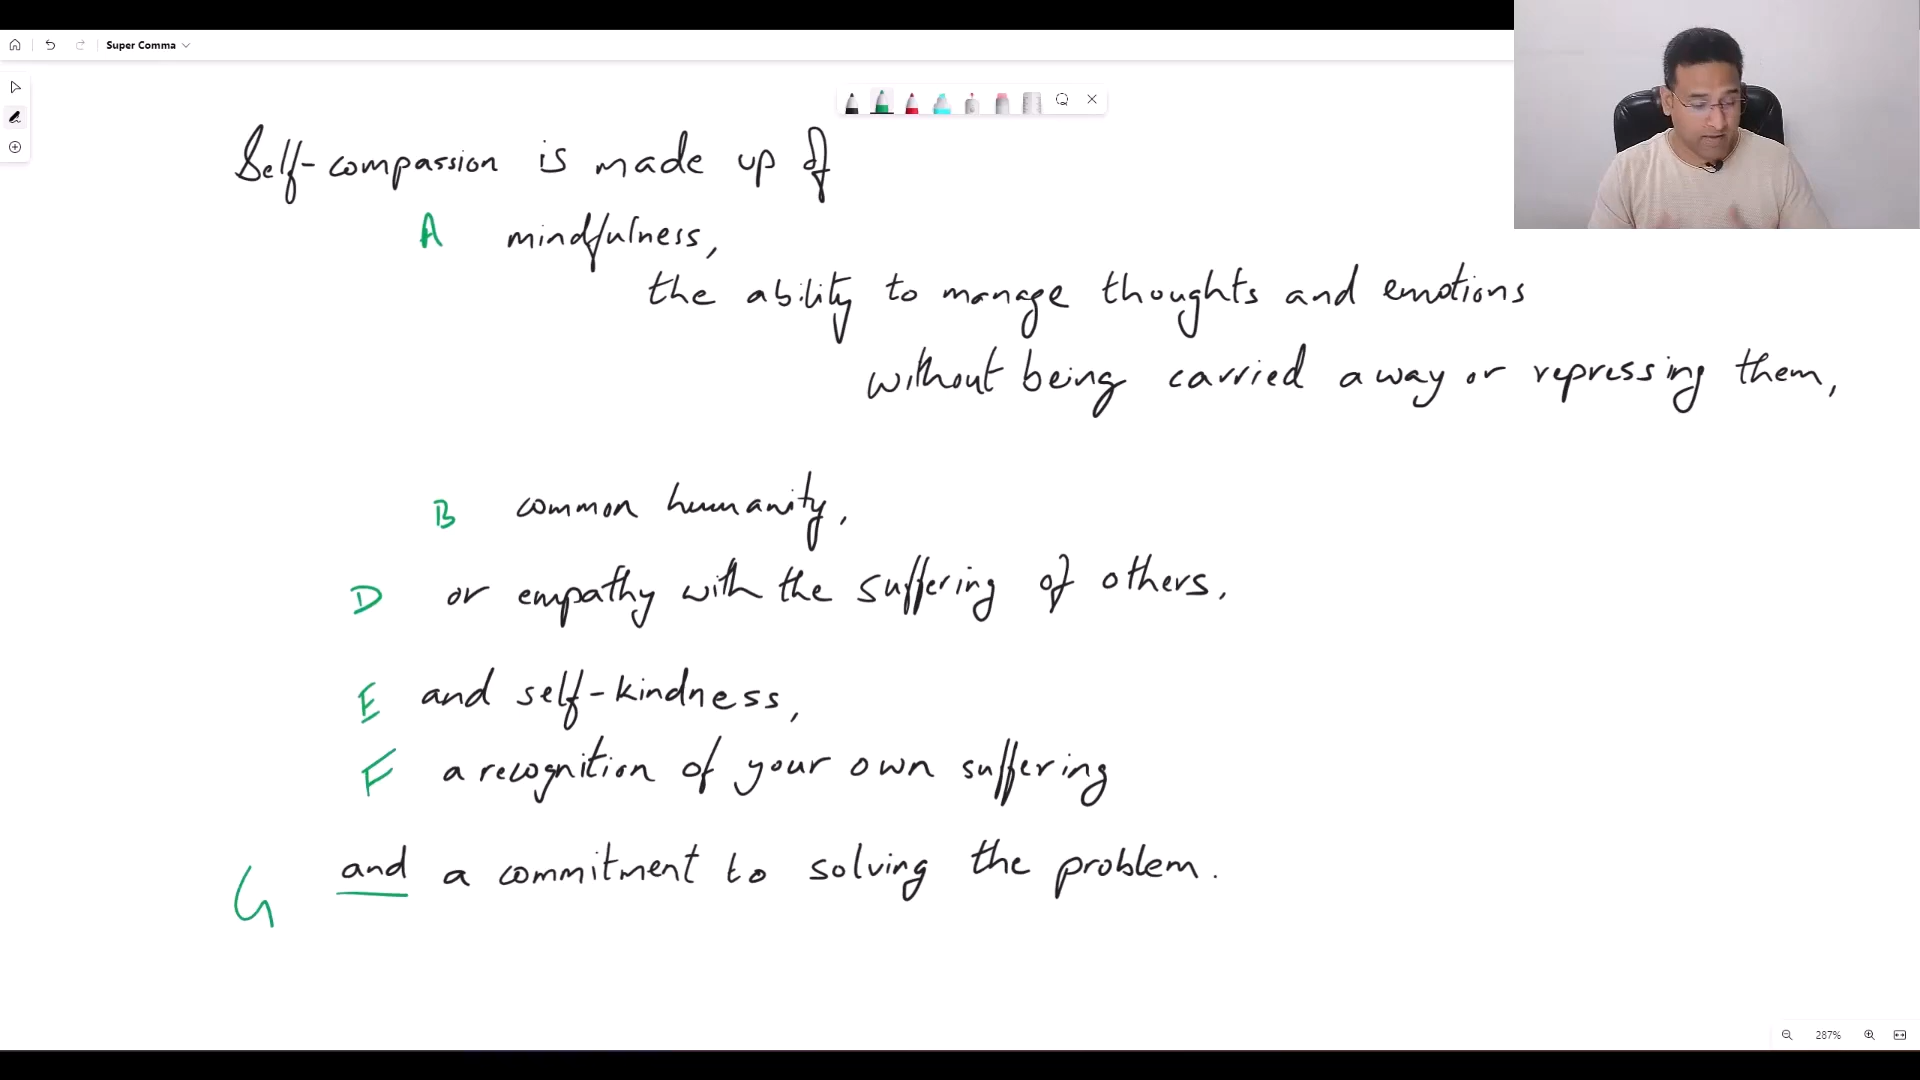 Super Comma
Self-compassion is made up of
A mindfulness,
the ability to manage thoughts and emotions
without being carried away or repressing them,
B common humanity,
D or empathy with the suffering of others,
E and self-kindness,
F a recognition of your own suffering
G and a commitment to solving the problem.
287%